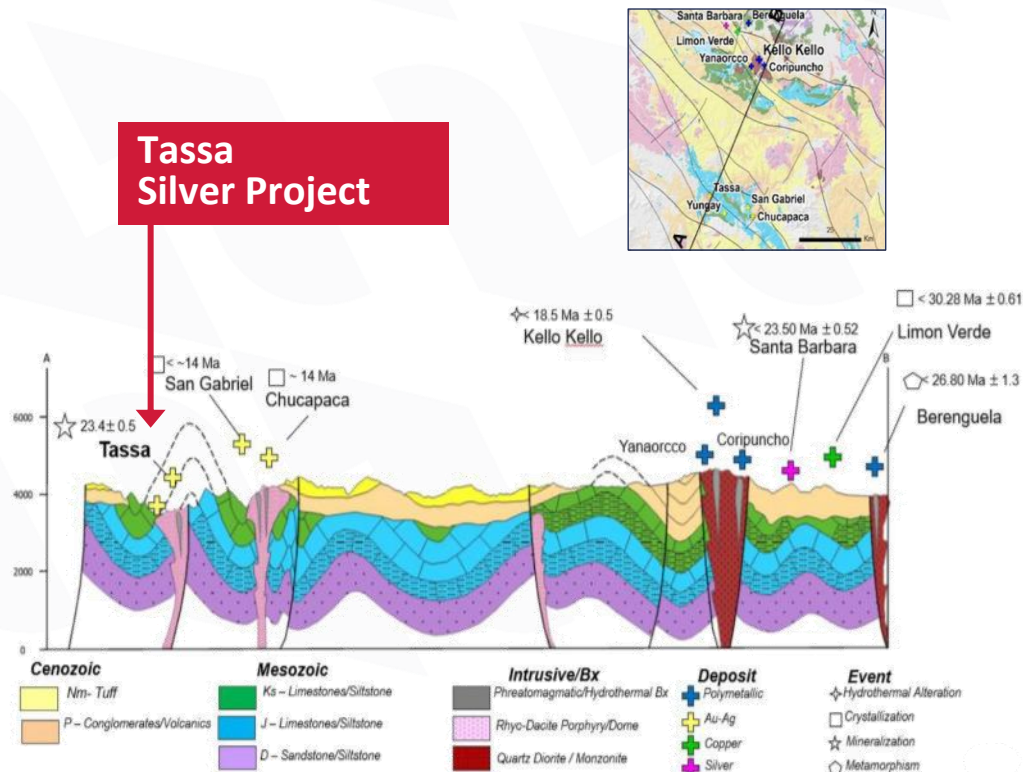 Santa Barbara
Berenguela
N
Limon Verde
Kello Kello
Yanaorcco
Coripuncho
B
Tassa
Yungay
San Gabriel
Chucapaca
A
25
Km
Tassa
Silver Project
< 18.5 Ma ± 0.5
Kello Kello
< 23.50 Ma ± 0.52
Santa Barbara
< 30.28 Ma ± 0.61
Limon Verde
< 26.80 Ma ± 1.3
Berenguela
A
B
< ~14 Ma
San Gabriel
~ 14 Ma
Chucapaca
23.4± 0.5
Tassa
Yanaorcco
Coripuncho
6000
4000
2000
0
Cenozoic
Nm- Tuff
P – Conglomerates/Volcanics
Mesozoic
Ks – Limestones/Siltstone
J – Limestones/Siltstone
D – Sandstone/Siltstone
Intrusive/Bx
Phreatomagmatic/Hydrothermal Bx
Rhyo-Dacite Porphyry/Dome
Quartz Diorite / Monzonite
Deposit
Polymetallic
Au-Ag
Copper
Silver
Event
Hydrothermal Alteration
Crystallization
Mineralization
Metamorphism